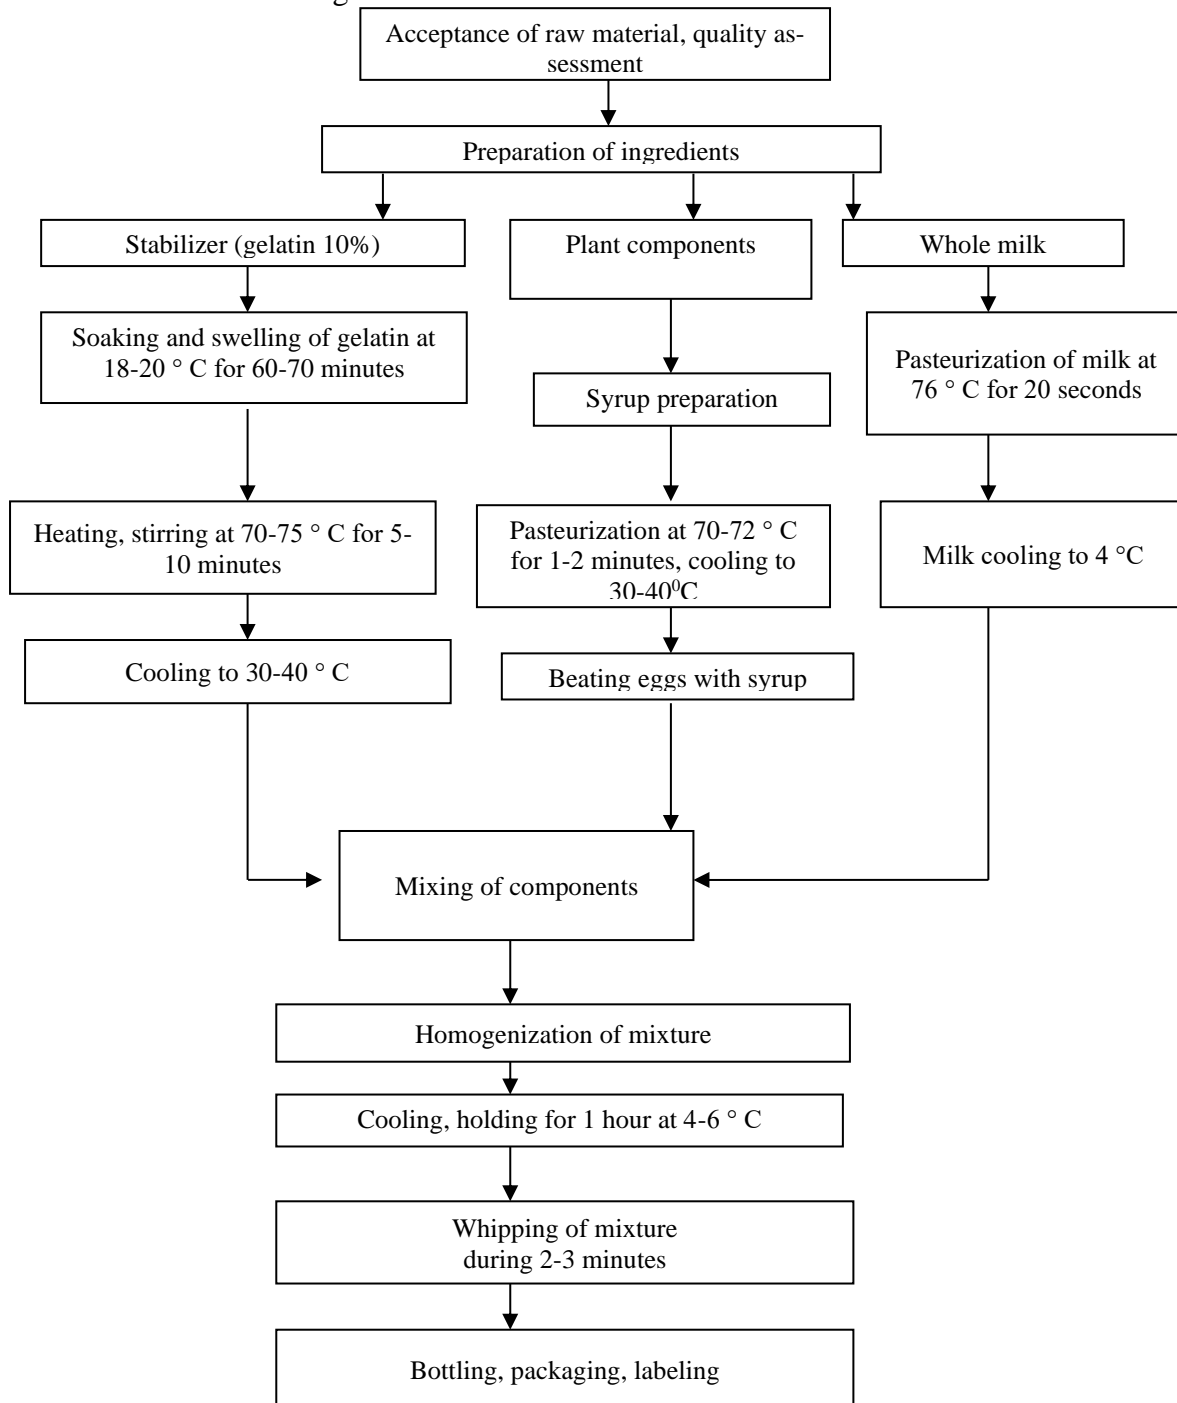 Acceptance of raw material, quality as-
sessment
Preparation of ingredients
Stabilizer (gelatin 10%)
Plant components
Whole milk
Soaking and swelling of gelatin at
18-20 ° C for 60-70 minutes
Syrup preparation
Pasteurization of milk at
76 ° C for 20 seconds
Heating, stirring at 70-75 ° C for 5-
10 minutes
Pasteurization at 70-72 ° C
for 1-2 minutes, cooling to
30-40⁰C
Milk cooling to 4 °C
Cooling to 30-40 ° C
Beating eggs with syrup
Mixing of components
Homogenization of mixture
Cooling, holding for 1 hour at 4-6 ° C
Whipping of mixture
during 2-3 minutes
Bottling, packaging, labeling